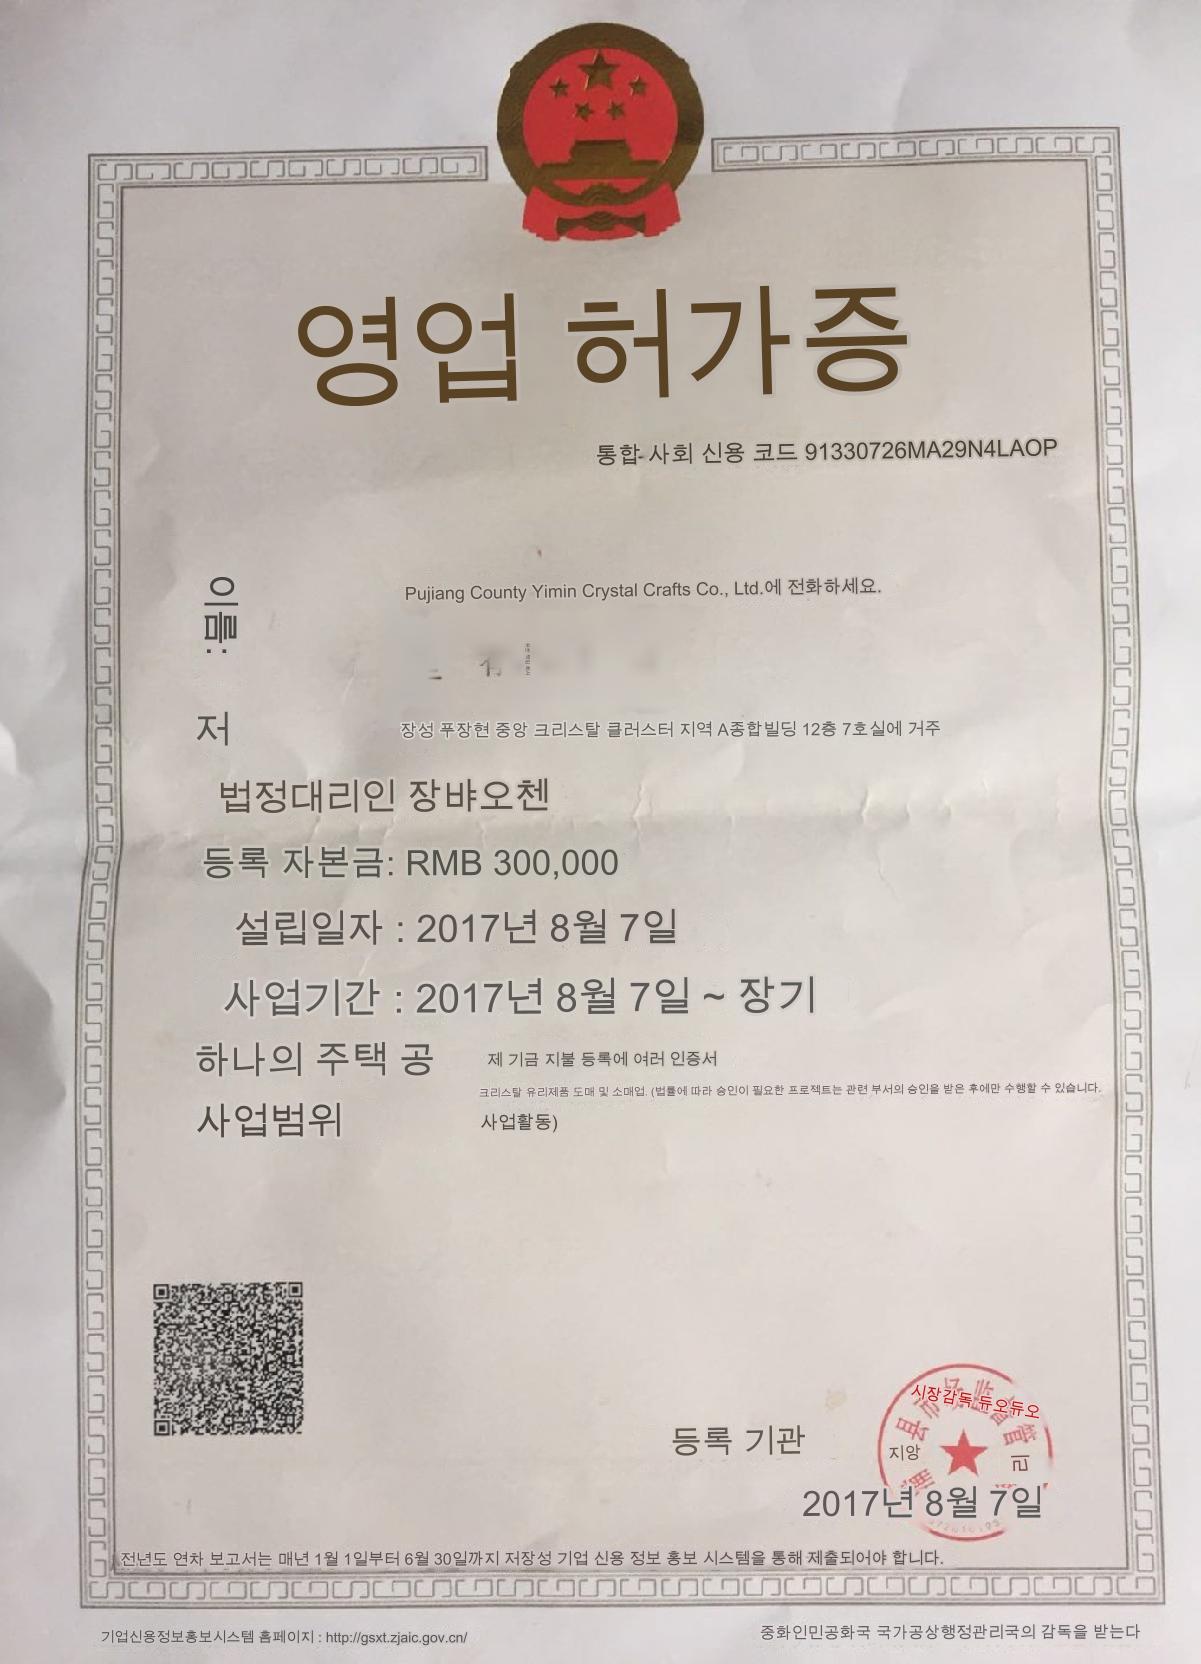 영업 허가증
통합 사회 신용 코드 91330726MA29N4LAOP
이름:
Pujiang County Yimin Crystal Crafts Co., Ltd.에 전화하세요.
저
장성 푸장현 중앙 크리스탈 클러스터 지역 A종합빌딩 12층 7호실에 거주
법정대리인 장뱌오첸
등록 자본금: RMB 300,000
설립일자 : 2017년 8월 7일
사업기간 : 2017년 8월 7일 ~ 장기
하나의 주택 공
제 기금 지불 등록에 여러 인증서
크리스탈 유리제품 도매 및 소매업. (법률에 따라 승인이 필요한 프로젝트는 관련 부서의 승인을 받은 후에만 수행할 수 있습니다.
사업범위
사업활동)
시장감독 듀오듀오
지앙
리
등록 기관
2017년 8월 7일
전년도 연차 보고서는 매년 1월 1일부터 6월 30일까지 저장성 기업 신용 정보 홍보 시스템을 통해 제출되어야 합니다.
기업신용정보홍보시스템 홈페이지 : http://gsxt.zjaic.gov.cn/
중화인민공화국 국가공상행정관리국의 감독을 받는다